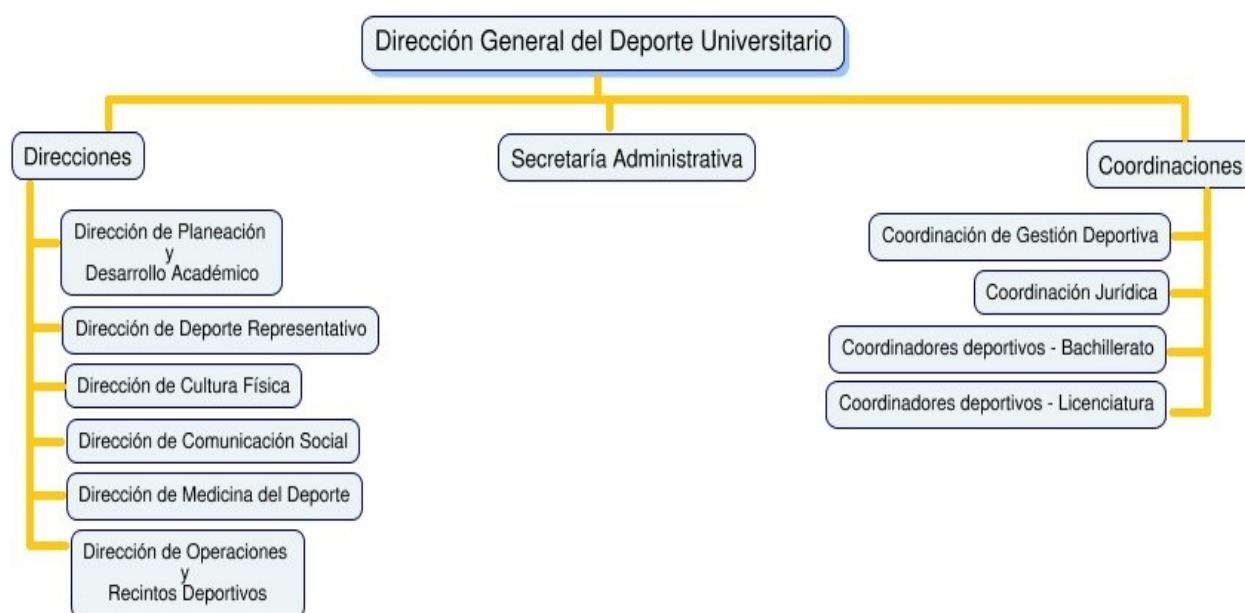 Dirección General del Deporte Universitario
Direcciones
Secretaría Administrativa
Coordinaciones
Dirección de Planeación
y
Desarrollo Académico
Dirección de Deporte Representativo
Dirección de Cultura Física
Dirección de Comunicación Social
Dirección de Medicina del Deporte
Dirección de Operaciones
y
Recintos Deportivos
Coordinación de Gestión Deportiva
Coordinación Jurídica
Coordinadores deportivos - Bachillerato
Coordinadores deportivos - Licenciatura